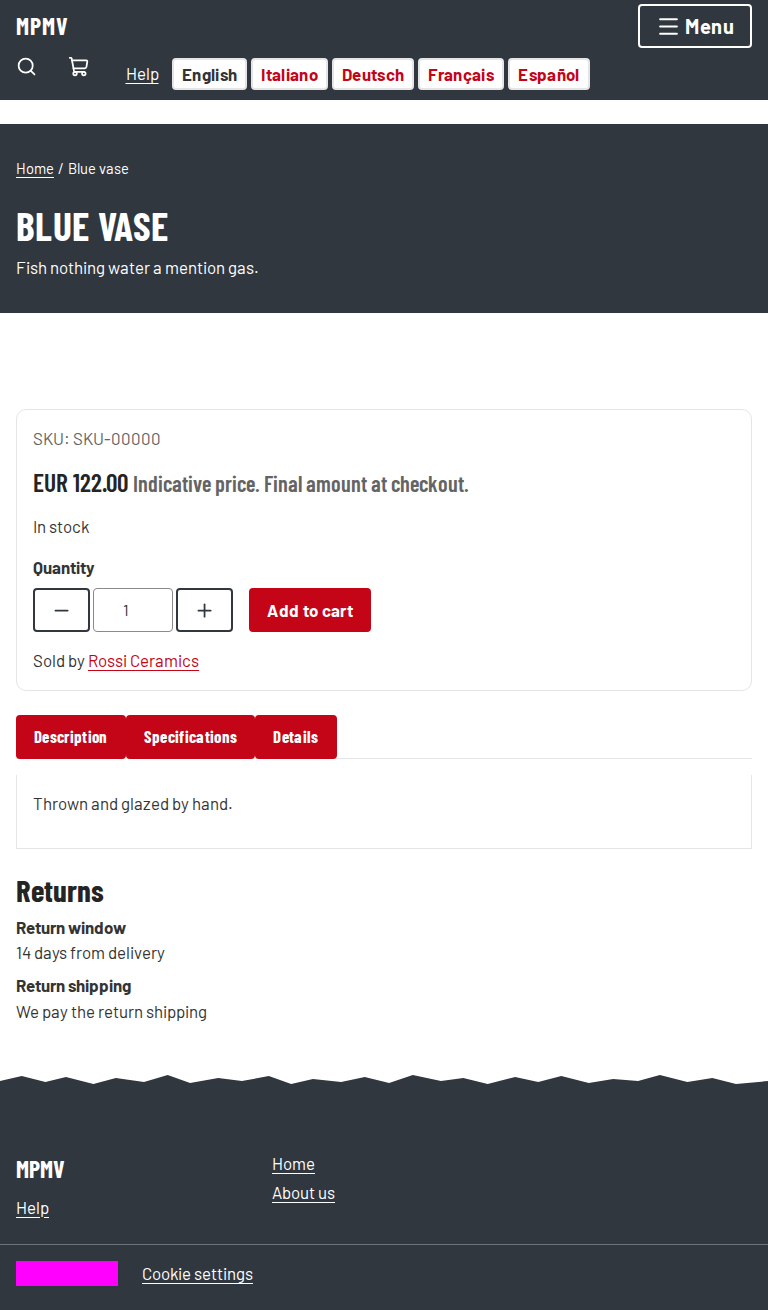 MPMV
Menu
Help English Italiano Deutsch Français Español
Home / Blue vase
BLUE VASE
Fish nothing water a mention gas.
SKU: SKU-00000
EUR 122.00 Indicative price. Final amount at checkout.
In stock
Quantity
1 Add to cart
Sold by Rossi Ceramics
Description Specifications Details
Thrown and glazed by hand.
Returns
Return window
14 days from delivery
Return shipping
We pay the return shipping
MPMV
Help
Home
About us
Cookie settings